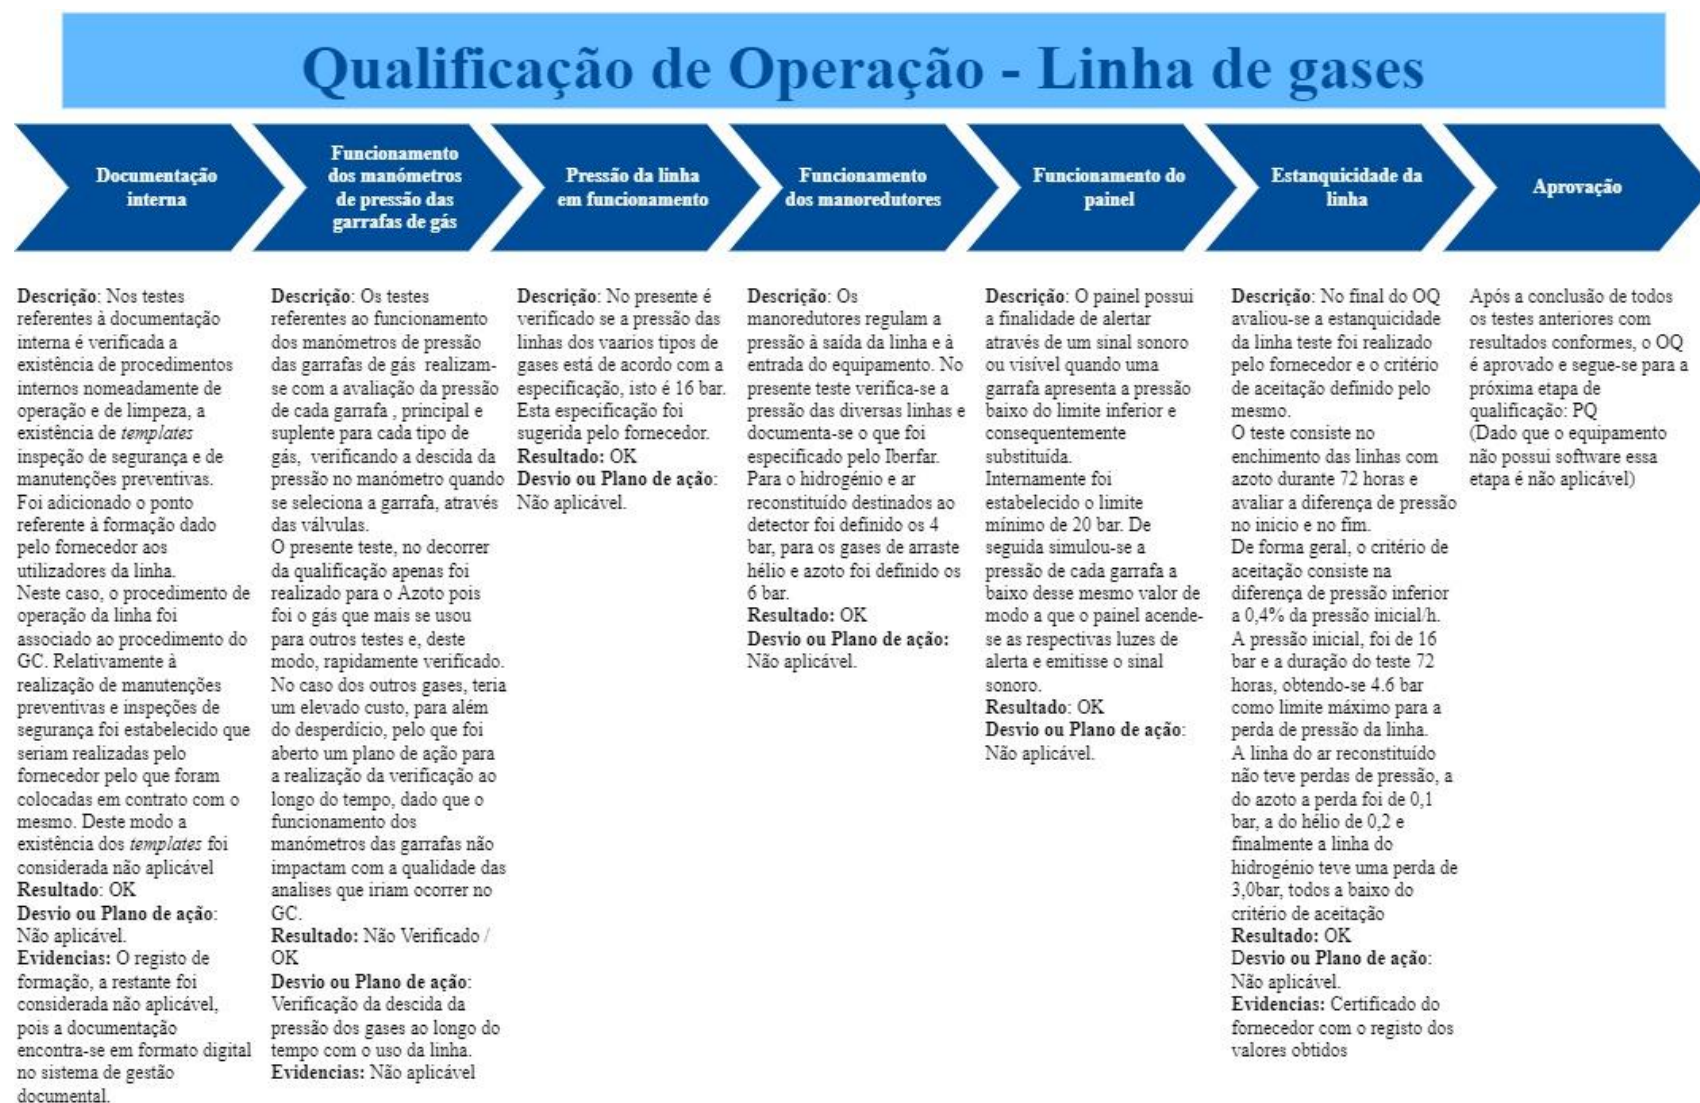 Qualificação de Operação - Linha de gases
Documentação
interna
Funcionamento
dos manómetros
de pressão das
garrafas de gás
Pressão da linha
em funcionamento
Funcionamento
dos manoredutores
Funcionamento do
painel
Estanquicidade da
linha
Aprovação
Descrição: Nos testes
referentes à documentação
interna é verificada a
existência de procedimentos
internos nomeadamente de
operação e de limpeza, a
existência de templates
inspeção de segurança e de
manutenções preventivas.
Foi adicionado o ponto
referente à formação dado
pelo fornecedor aos
utilizadores da linha.
Neste caso, o procedimento de
operação da linha foi
associado ao procedimento do
GC. Relativamente à
realização de manutenções
preventivas e inspeções de
segurança foi estabelecido que
seriam realizadas pelo
fornecedor pelo que foram
colocadas em contrato com o
mesmo. Deste modo a
existência dos templates foi
considerada não aplicável
Resultado: OK
Desvio ou Plano de ação:
Não aplicável.
Evidencias: O registo de
formação, a restante foi
considerada não aplicável,
pois a documentação
encontra-se em formato digital
no sistema de gestão
documental.
Descrição: Os testes
referentes ao funcionamento
dos manómetros de pressão
das garrafas de gás realizam-
se com a avaliação da pressão
de cada garrafa , principal e
suplente para cada tipo de
gás, verificando a descida da
pressão no manómetro quando
se seleciona a garrafa, através
das válvulas.
O presente teste, no decorrer
da qualificação apenas foi
realizado para o Azoto pois
foi o gás que mais se usou
para outros testes e, deste
modo, rapidamente verificado.
No caso dos outros gases, teria
um elevado custo, para além
do desperdício, pelo que foi
aberto um plano de ação para
a realização da verificação ao
longo do tempo, dado que o
funcionamento dos
manómetros das garrafas não
impactam com a qualidade das
analises que iriam ocorrer no
GC.
Resultado: Não Verificado /
OK
Desvio ou Plano de ação:
Verificação da descida da
pressão dos gases ao longo do
tempo com o uso da linha.
Evidencias: Não aplicável
Descrição: No presente é
verificado se a pressão das
linhas dos vaarios tipos de
gases está de acordo com a
especificação, isto é 16 bar.
Esta especificação foi
sugerida pelo fornecedor.
Resultado: OK
Desvio ou Plano de ação:
Não aplicável.
Descrição: Os
manoredutores regulam a
pressão à saída da linha e à
entrada do equipamento. No
presente teste verifica-se a
pressão das diversas linhas e
documenta-se o que foi
especificado pelo Iberfar.
Para o hidrogénio e ar
reconstituído destinados ao
detector foi definido os 4
bar, para os gases de arraste
hélio e azoto foi definido os
6 bar.
Resultado: OK
Desvio ou Plano de ação:
Não aplicável.
Descrição: O painel possui
a finalidade de alertar
através de um sinal sonoro
ou visível quando uma
garrafa apresenta a pressão
baixo do limite inferior e
consequentemente
substituída.
Internamente foi
estabelecido o limite
mínimo de 20 bar. De
seguida simulou-se a
pressão de cada garrafa a
baixo desse mesmo valor de
modo a que o painel acende-
se as respectivas luzes de
alerta e emitisse o sinal
sonoro.
Resultado: OK
Desvio ou Plano de ação:
Não aplicável.
Descrição: No final do OQ
avaliou-se a estanquicidade
da linha teste foi realizado
pelo fornecedor e o critério
de aceitação definido pelo
mesmo.
O teste consiste no
enchimento das linhas com
azoto durante 72 horas e
avaliar a diferença de pressão
no inicio e no fim.
De forma geral, o critério de
aceitação consiste na
diferença de pressão inferior
a 0,4% da pressão inicial/h.
A pressão inicial, foi de 16
bar e a duração do teste 72
horas, obtendo-se 4.6 bar
como limite máximo para a
perda de pressão da linha.
A linha do ar reconstituído
não teve perdas de pressão, a
do azoto a perda foi de 0,1
bar, a do hélio de 0,2 e
finalmente a linha do
hidrogénio teve uma perda de
3,0bar, todos a baixo do
critério de aceitação
Resultado: OK
Desvio ou Plano de ação:
Não aplicável.
Evidencias: Certificado do
fornecedor com o registo dos
valores obtidos
Após a conclusão de todos
os testes anteriores com
resultados conformes, o OQ
é aprovado e segue-se para a
próxima etapa de
qualificação: PQ
(Dado que o equipamento
não possui software essa
etapa é não aplicável)